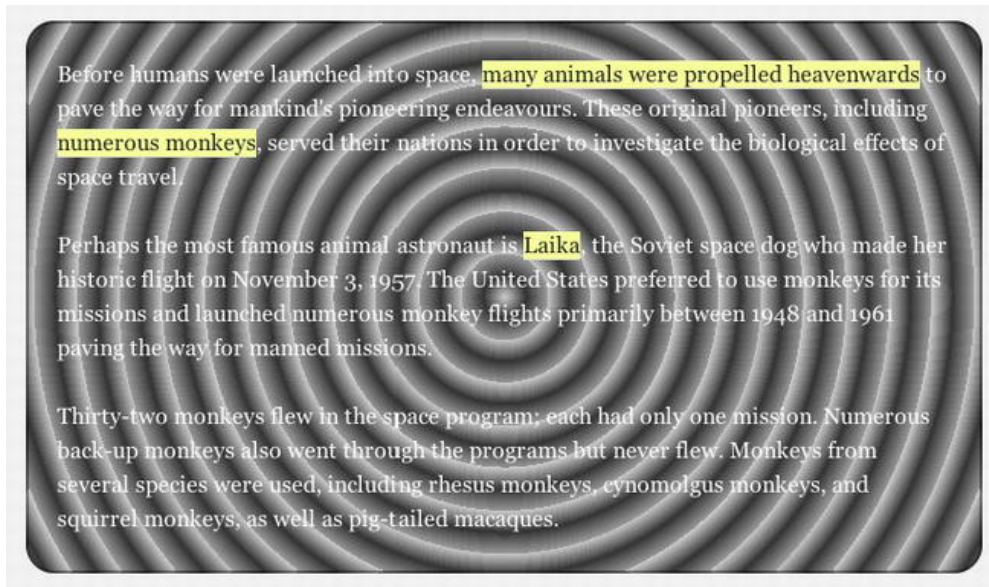 Before humans were launched into space, many animals were propelled heavenwards to
pave the way for mankind's pioneering endeavours. These original pioneers, including
numerous monkeys, served their nations in order to investigate the biological effects of
space travel.
Perhaps the most famous animal astronaut is Laika, the Soviet space dog who made her
historic flight on November 3, 1957. The United States preferred to use monkeys for its
missions and launched numerous monkey flights primarily between 1948 and 1961
paving the way for manned missions.
Thirty-two monkeys flew in the space program; each had only one mission. Numerous
back-up monkeys also went through the programs but never flew. Monkeys from
several species were used, including rhesus monkeys, cynomolgus monkeys, and
squirrel monkeys, as well as pig-tailed macaques.